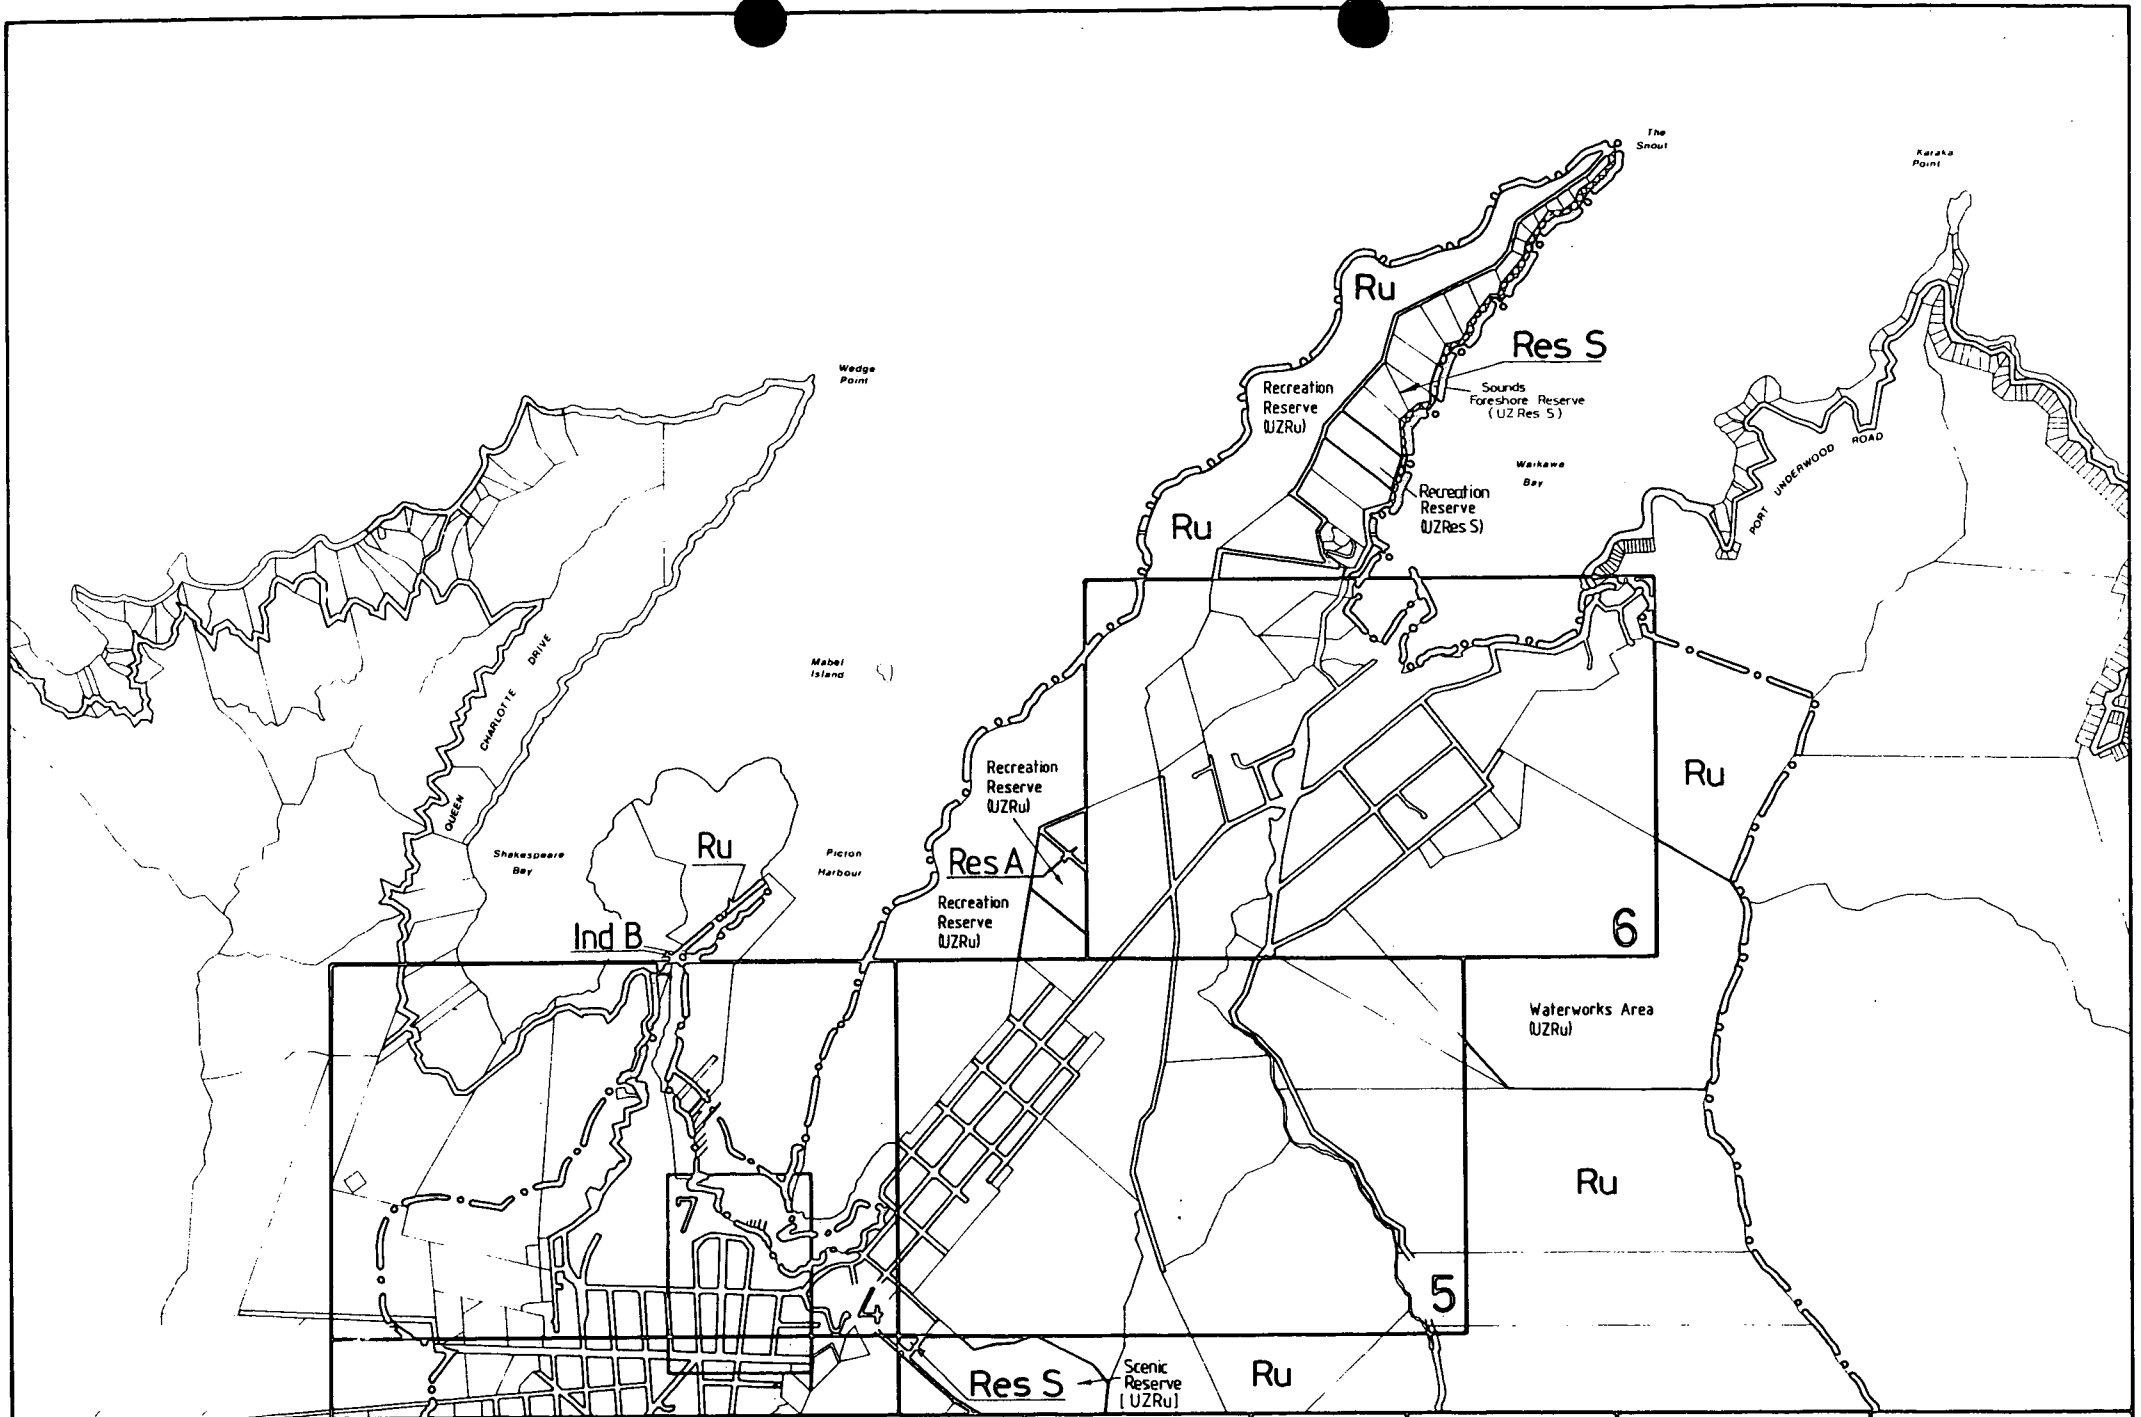 The
Snout
Karaka
Point
Ru
Res S
Wedge
Point
Recreation
Reserve
(UZRu)
Sounds
Foreshore Reserve
(UZ Res S)
PORT UNDERWOOD ROAD
Waikawa
Bay
Recreation
Reserve
(UZRes S)
Ru
QUEEN CHARLOTTE DRIVE
Mabel
Island
Recreation
Reserve
(UZRu)
Ru
Ru
Shakespeare
Bay
Picton
Harbour
Res A
Recreation
Reserve
(UZRu)
Ind B
6
Waterworks Area
(UZRu)
Ru
7
4
5
Res S
Scenic
Reserve
[UZRu]
Ru